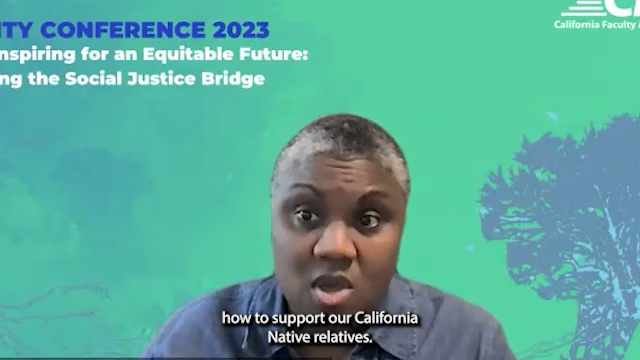 ITY CONFERENCE 2023
nspiring for an Equitable Future:
ng the Social Justice Bridge
California Faculty A
how to support our California
Native relatives.